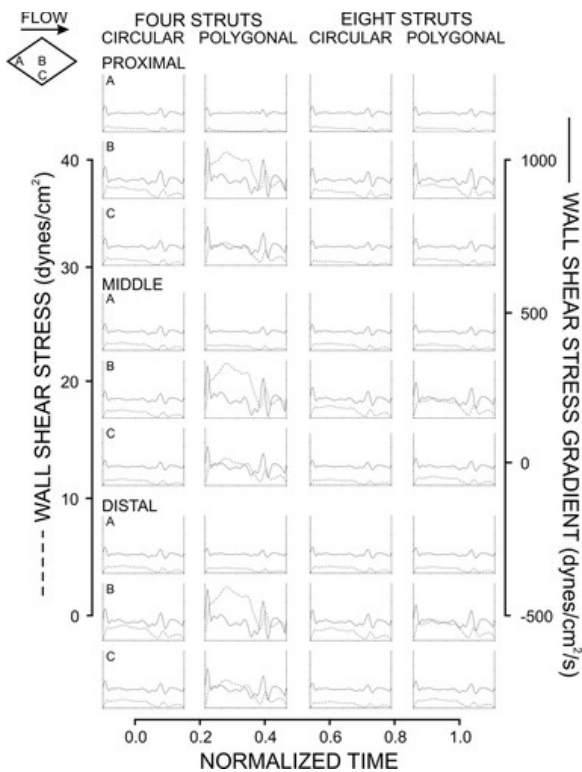 FLOW
FOUR STRUTS EIGHT STRUTS
CIRCULAR POLYGONAL CIRCULAR POLYGONAL
A B
C
PROXIMAL
A
B
C
MIDDLE
A
B
C
DISTAL
A
B
C
40
30
20
10
0
WALL SHEAR STRESS (dynes/cm²)
1000
500
0
-500
WALL SHEAR STRESS GRADIENT (dynes/cm²/s)
0.0 0.2 0.4 0.6 0.8 1.0
NORMALIZED TIME